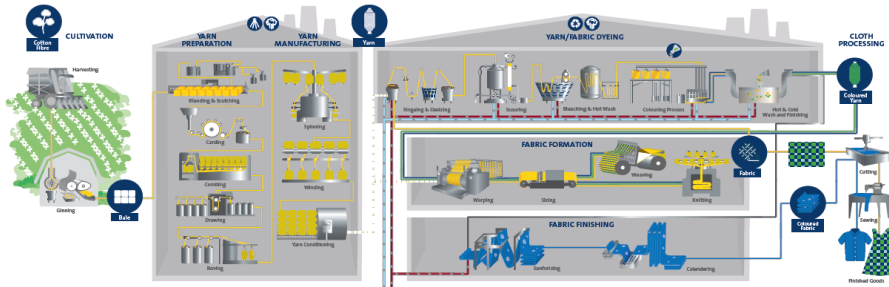 Cotton
Fibre
CULTIVATION
Harvesting
Ginning
Bale
YARN
PREPARATION
Blending & Scutching
Carding
Combing
Drawing
Roving
YARN
MANUFACTURING
Spinning
Winding
Yarn Conditioning
Yarn
YARN/FABRIC DYEING
Singeing & Desizing
Scouring
Bleaching & Hot Wash
Colouring Process
Hot & Cold
Wash and Finishing
FABRIC FORMATION
Warping
Sizing
Weaving
Knitting
Fabric
FABRIC FINISHING
Sanforizing
Calendering
Coloured
Fabric
CLOTH
PROCESSING
Coloured
Yarn
Cutting
Sewing
Finished Goods